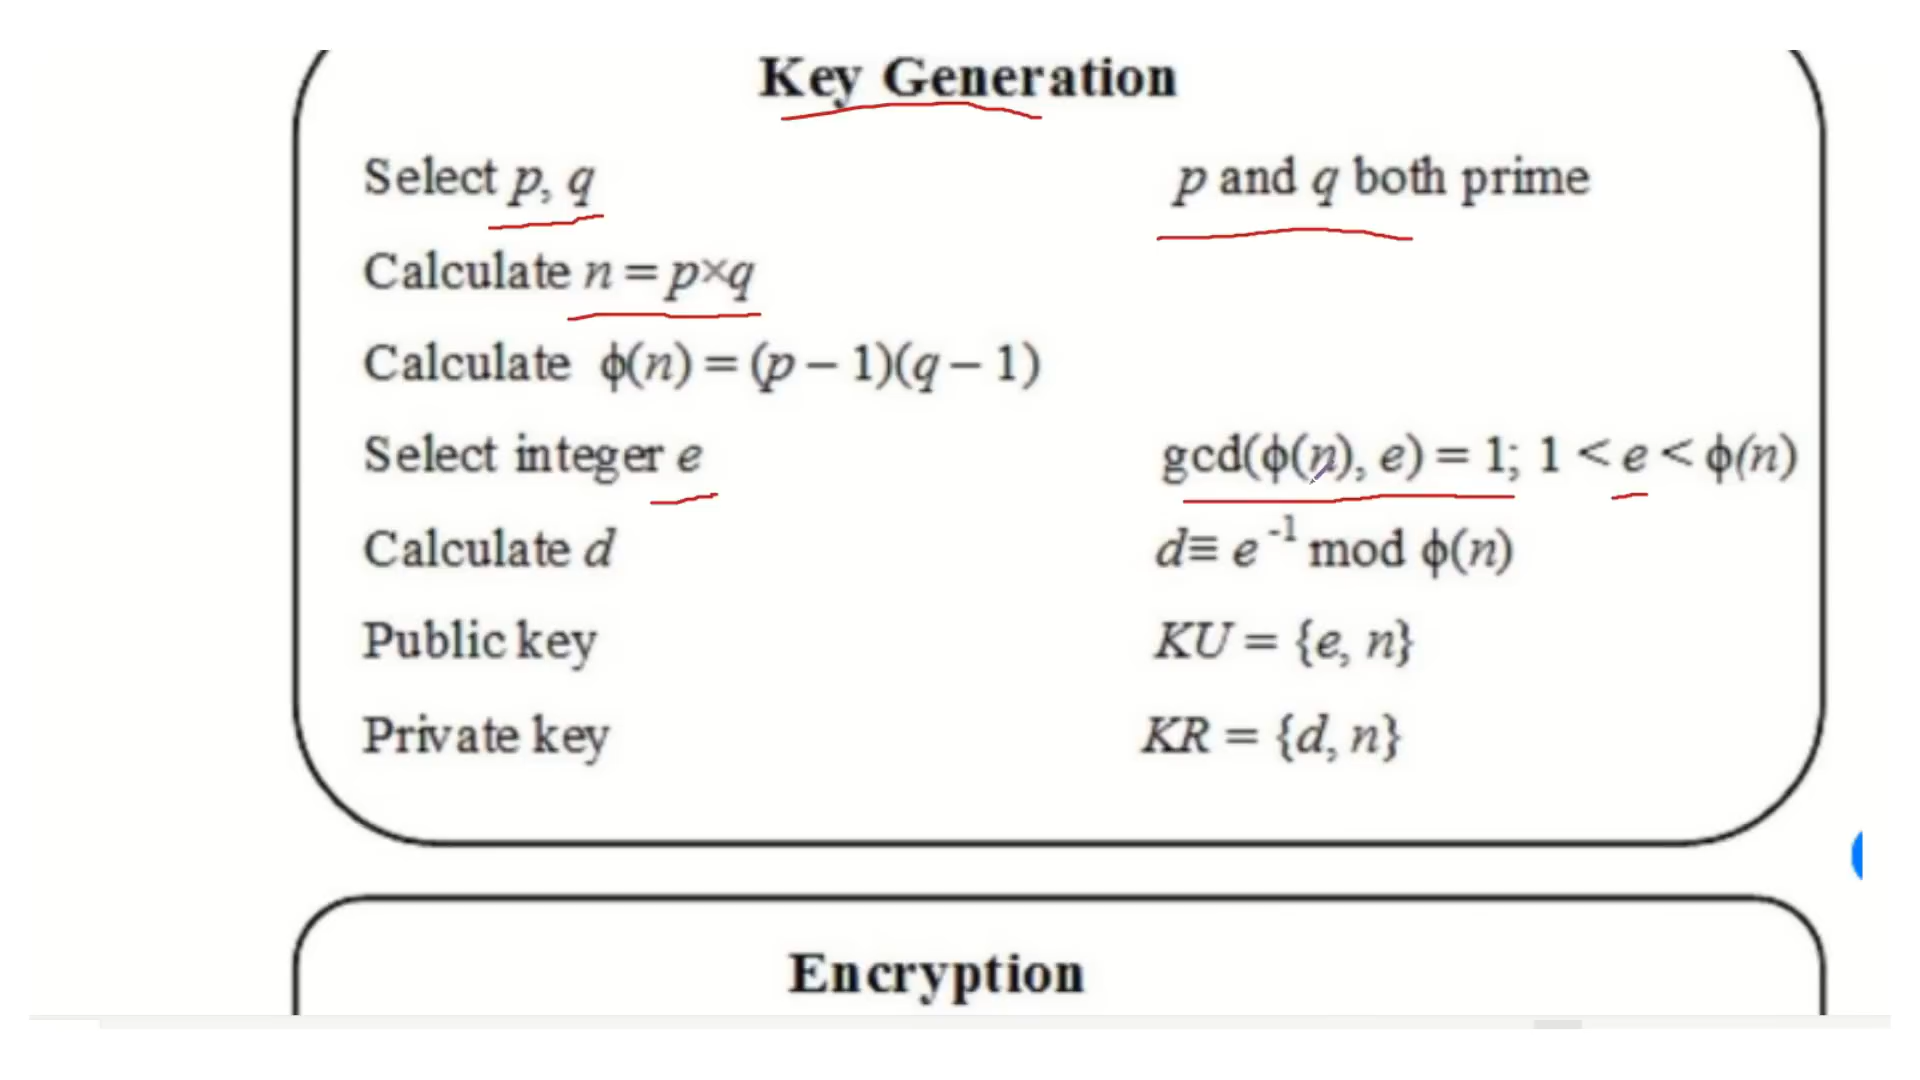 Key Generation
Select p, q p and q both prime
Calculate n = p×q
Calculate ϕ(n) = (p – 1)(q – 1)
Select integer e gcd(ϕ(n), e) = 1; 1 < e < ϕ(n)
Calculate d d≡ e⁻¹ mod ϕ(n)
Public key KU = {e, n}
Private key KR = {d, n}
Encryption